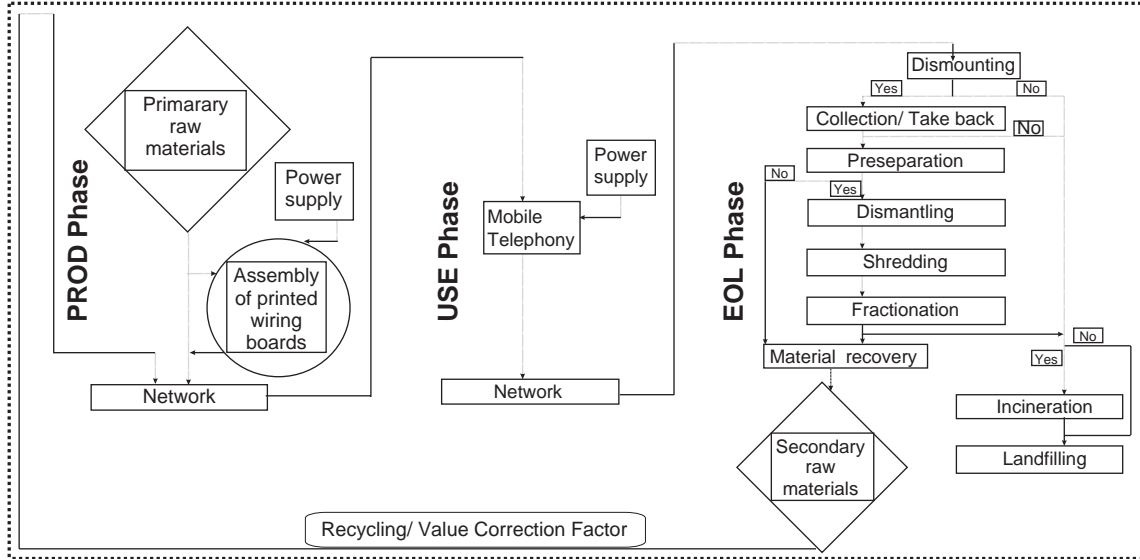 PROD Phase
Primarary
raw
materials
Power
supply
Assembly
of printed
wiring
boards
Network
USE Phase
Power
supply
Mobile
Telephony
Network
EOL Phase
Dismounting
Yes
No
Collection/ Take back
No
Preseparation
No
Yes
Dismantling
Shredding
Fractionation
No
Material recovery
Yes
Incineration
Landfilling
Secondary
raw
materials
Recycling/ Value Correction Factor